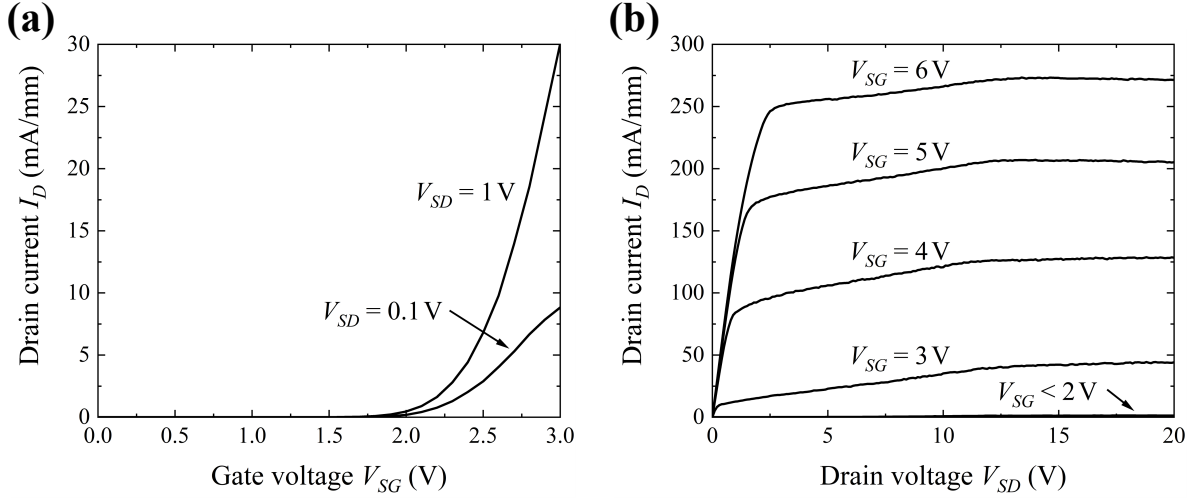 (a)
Drain current I_D (mA/mm)
30
25
20
15
10
5
0
V_SD = 1 V
V_SD = 0.1 V
0.0 0.5 1.0 1.5 2.0 2.5 3.0
Gate voltage V_SG (V)
(b)
Drain current I_D (mA/mm)
300
250
200
150
100
50
0
V_SG = 6 V
V_SG = 5 V
V_SG = 4 V
V_SG = 3 V
V_SG < 2 V
0 5 10 15 20
Drain voltage V_SD (V)